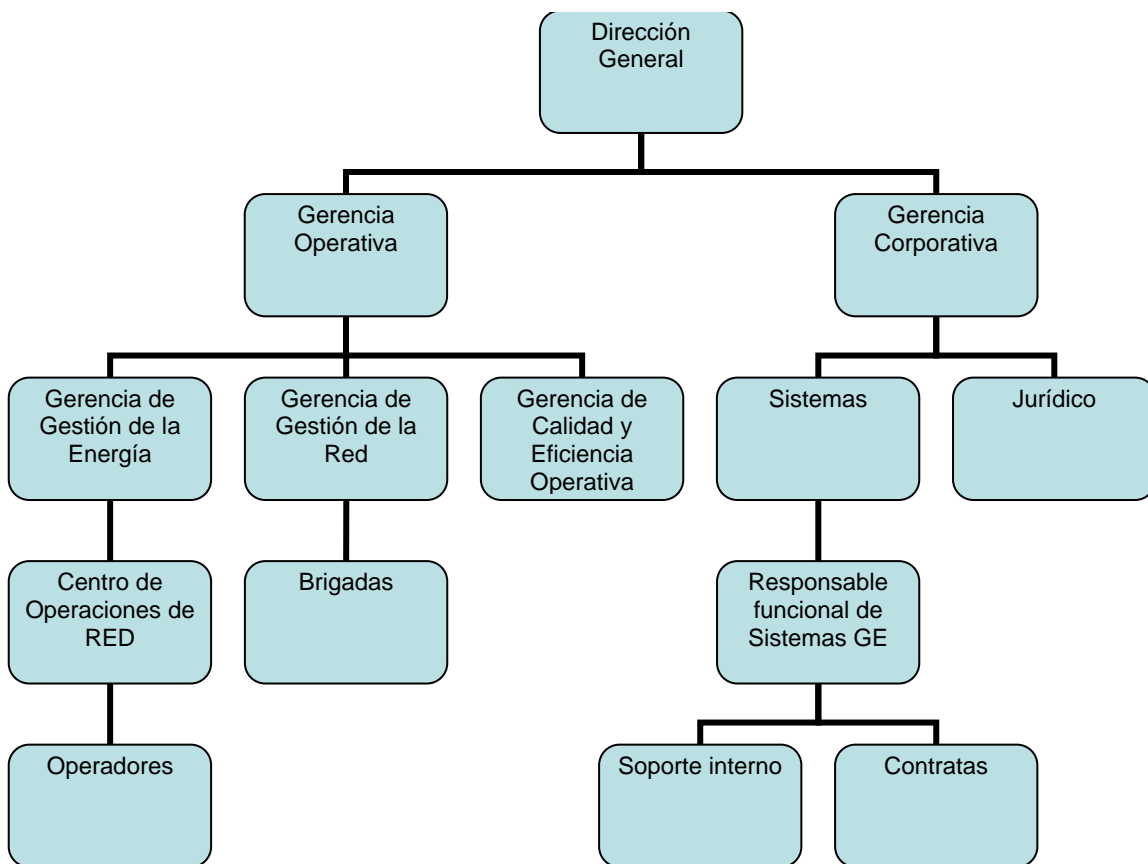 Dirección
General
Gerencia
Operativa
Gerencia
Corporativa
Gerencia de
Gestión de la
Energía
Gerencia de
Gestión de la
Red
Gerencia de
Calidad y
Eficiencia
Operativa
Sistemas
Jurídico
Centro de
Operaciones de
RED
Brigadas
Responsable
funcional de
Sistemas GE
Operadores
Soporte interno
Contratas